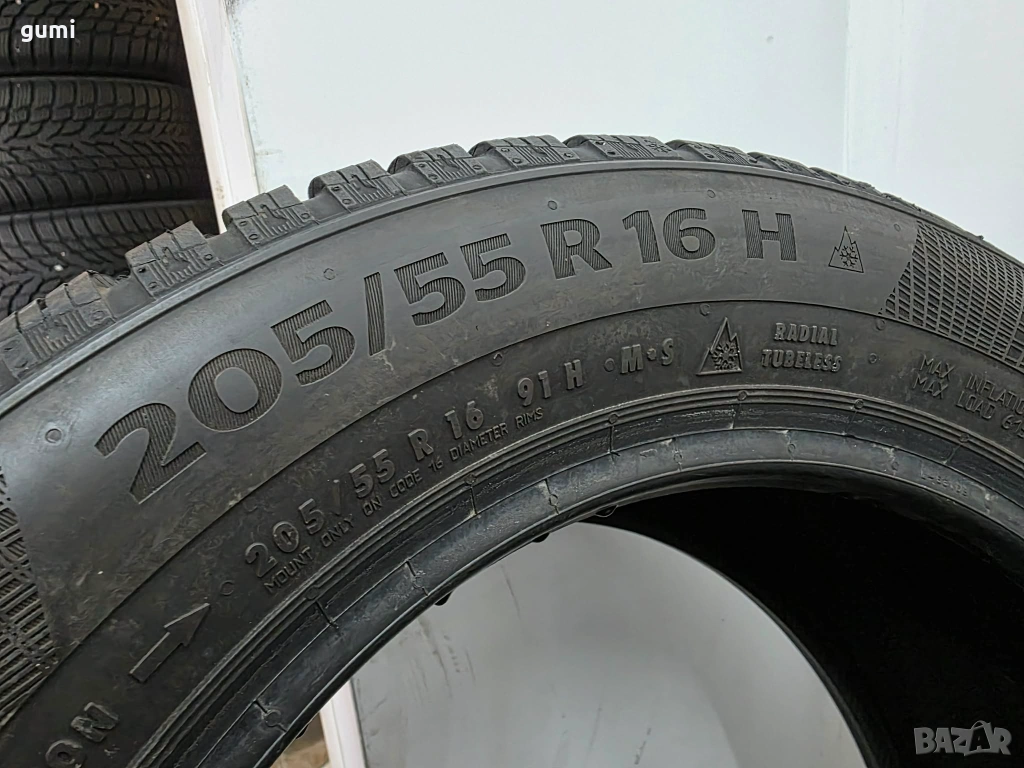 gumi
205/55 R 16 H
205/55 R 16 91 H M+S
MOUNT ONLY ON CODE 16 DIAMETER RIMS
RADIAL
TUBELESS
MAX
MAX LOAD
BAZAR